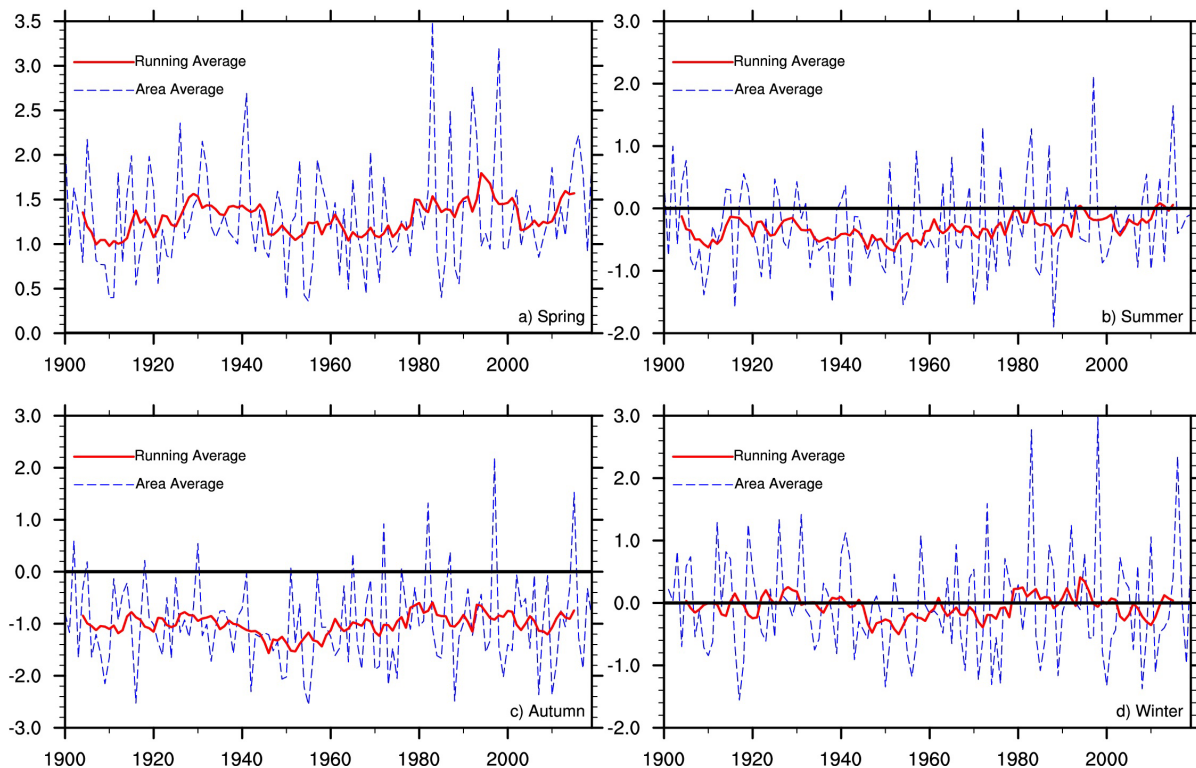 3.5
3.0
2.5
2.0
1.5
1.0
0.5
0.0
Running Average
Area Average
a) Spring
1900 1920 1940 1960 1980 2000
3.0
2.0
1.0
0.0
-1.0
-2.0
Running Average
Area Average
b) Summer
1900 1920 1940 1960 1980 2000
3.0
2.0
1.0
0.0
-1.0
-2.0
-3.0
Running Average
Area Average
c) Autumn
1900 1920 1940 1960 1980 2000
3.0
2.0
1.0
0.0
-1.0
-2.0
Running Average
Area Average
d) Winter
1900 1920 1940 1960 1980 2000